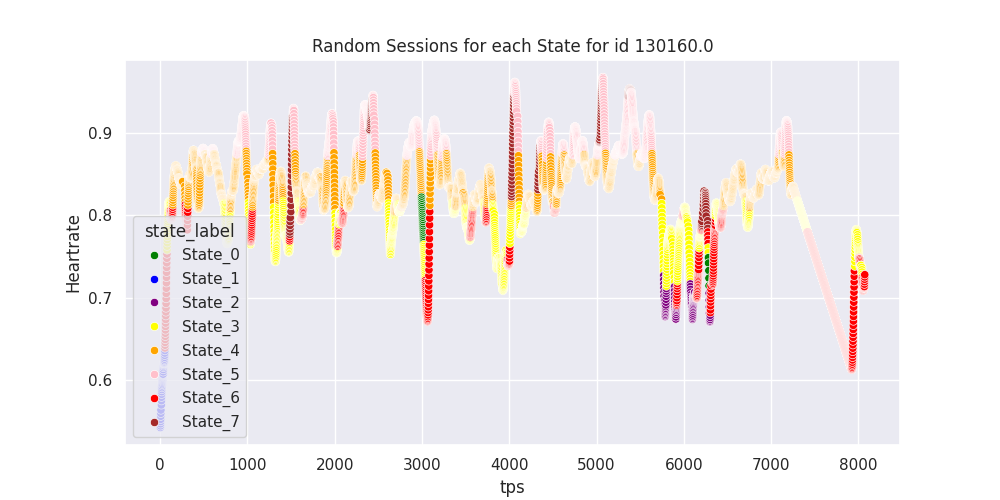 Random Sessions for each State for id 130160.0
Heartrate
0.9
0.8
0.7
0.6
state_label
State_0
State_1
State_2
State_3
State_4
State_5
State_6
State_7
0 1000 2000 3000 4000 5000 6000 7000 8000
tps